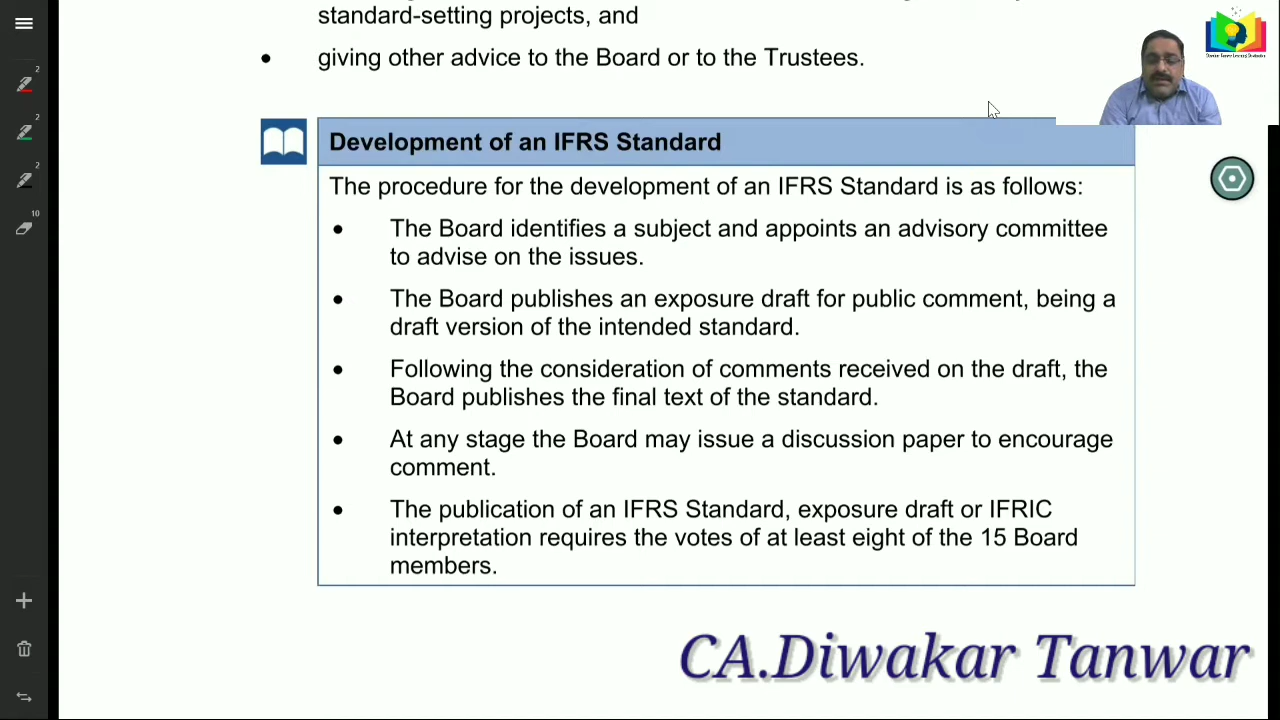 standard-setting projects, and
• giving other advice to the Board or to the Trustees.
Development of an IFRS Standard
The procedure for the development of an IFRS Standard is as follows:
• The Board identifies a subject and appoints an advisory committee
to advise on the issues.
• The Board publishes an exposure draft for public comment, being a
draft version of the intended standard.
• Following the consideration of comments received on the draft, the
Board publishes the final text of the standard.
• At any stage the Board may issue a discussion paper to encourage
comment.
• The publication of an IFRS Standard, exposure draft or IFRIC
interpretation requires the votes of at least eight of the 15 Board
members.
CA.Diwakar Tanwar
2
2
2
10